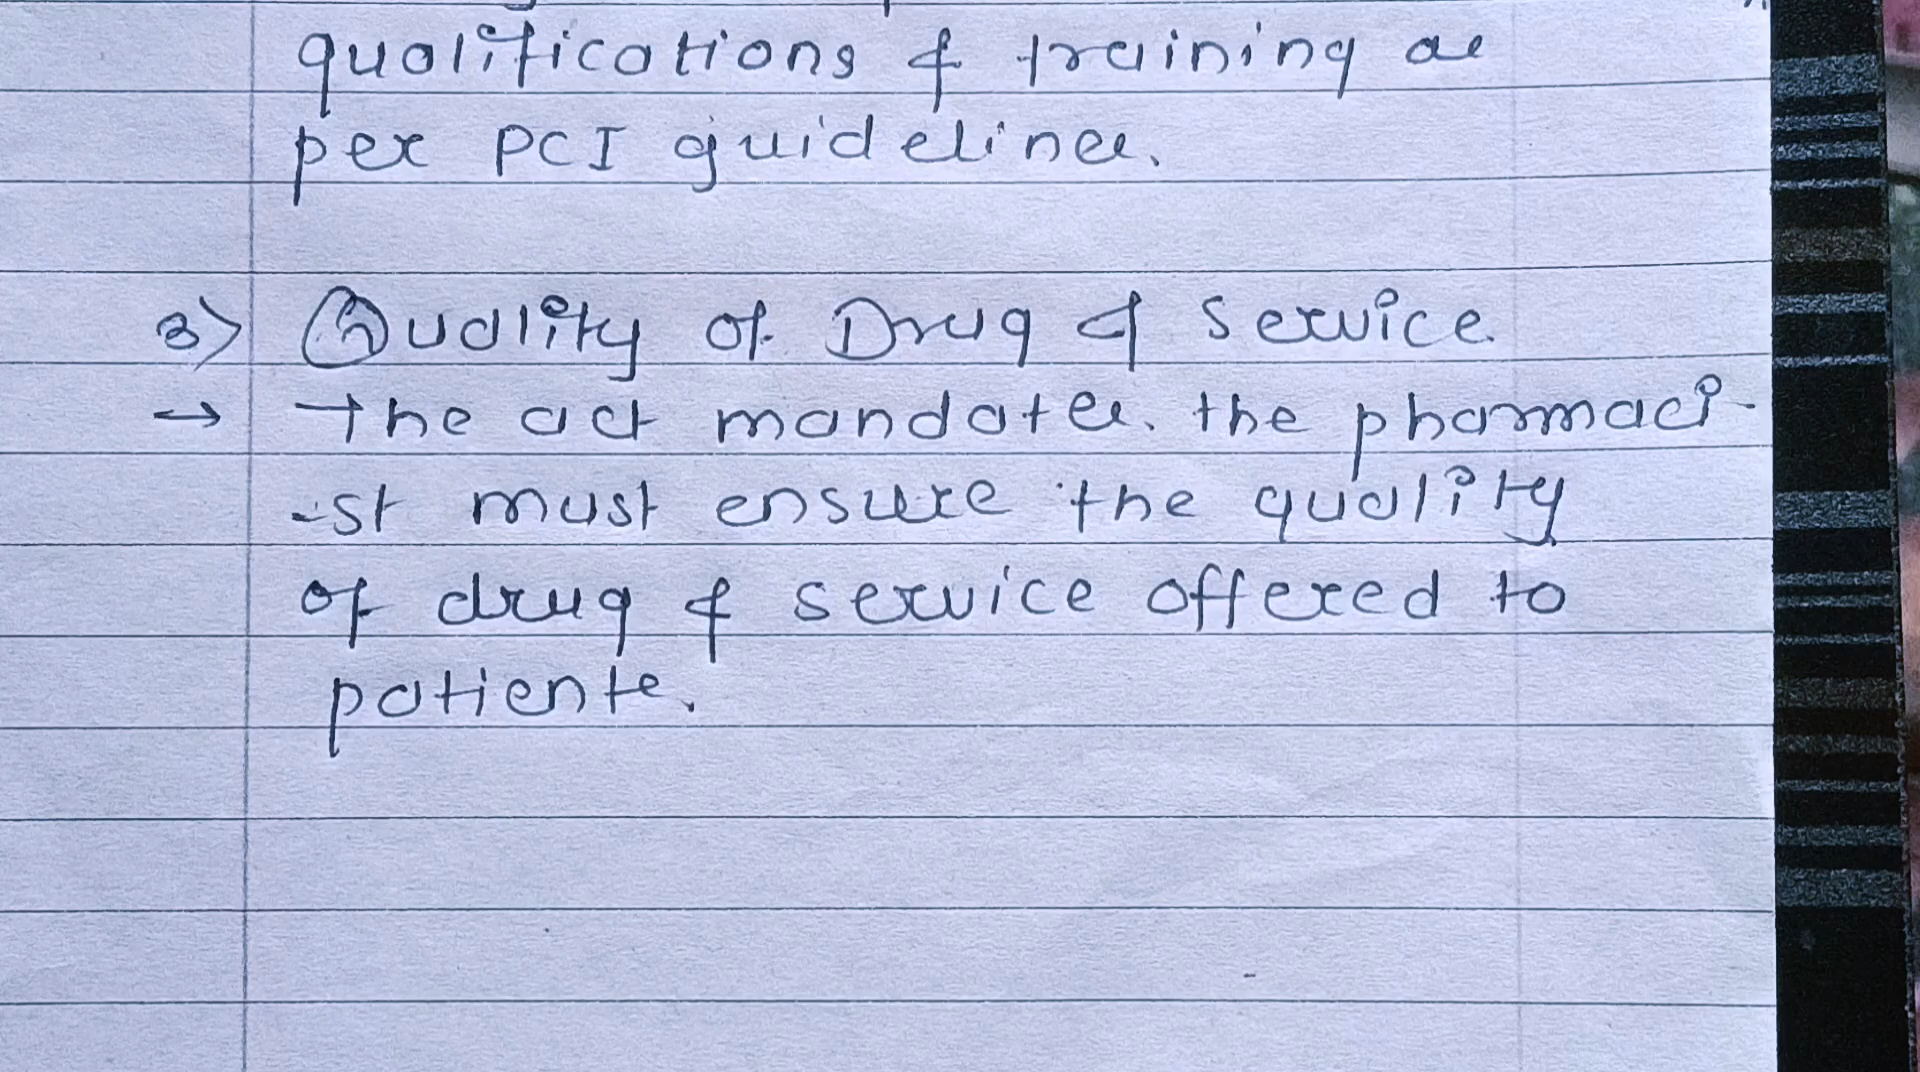 qualifications & training as
per PCI guidelines.
3) Quality of Drug & Service
→ The act mandates. the pharmaci-
-st must ensure the quality
of drug & service offered to
patients.